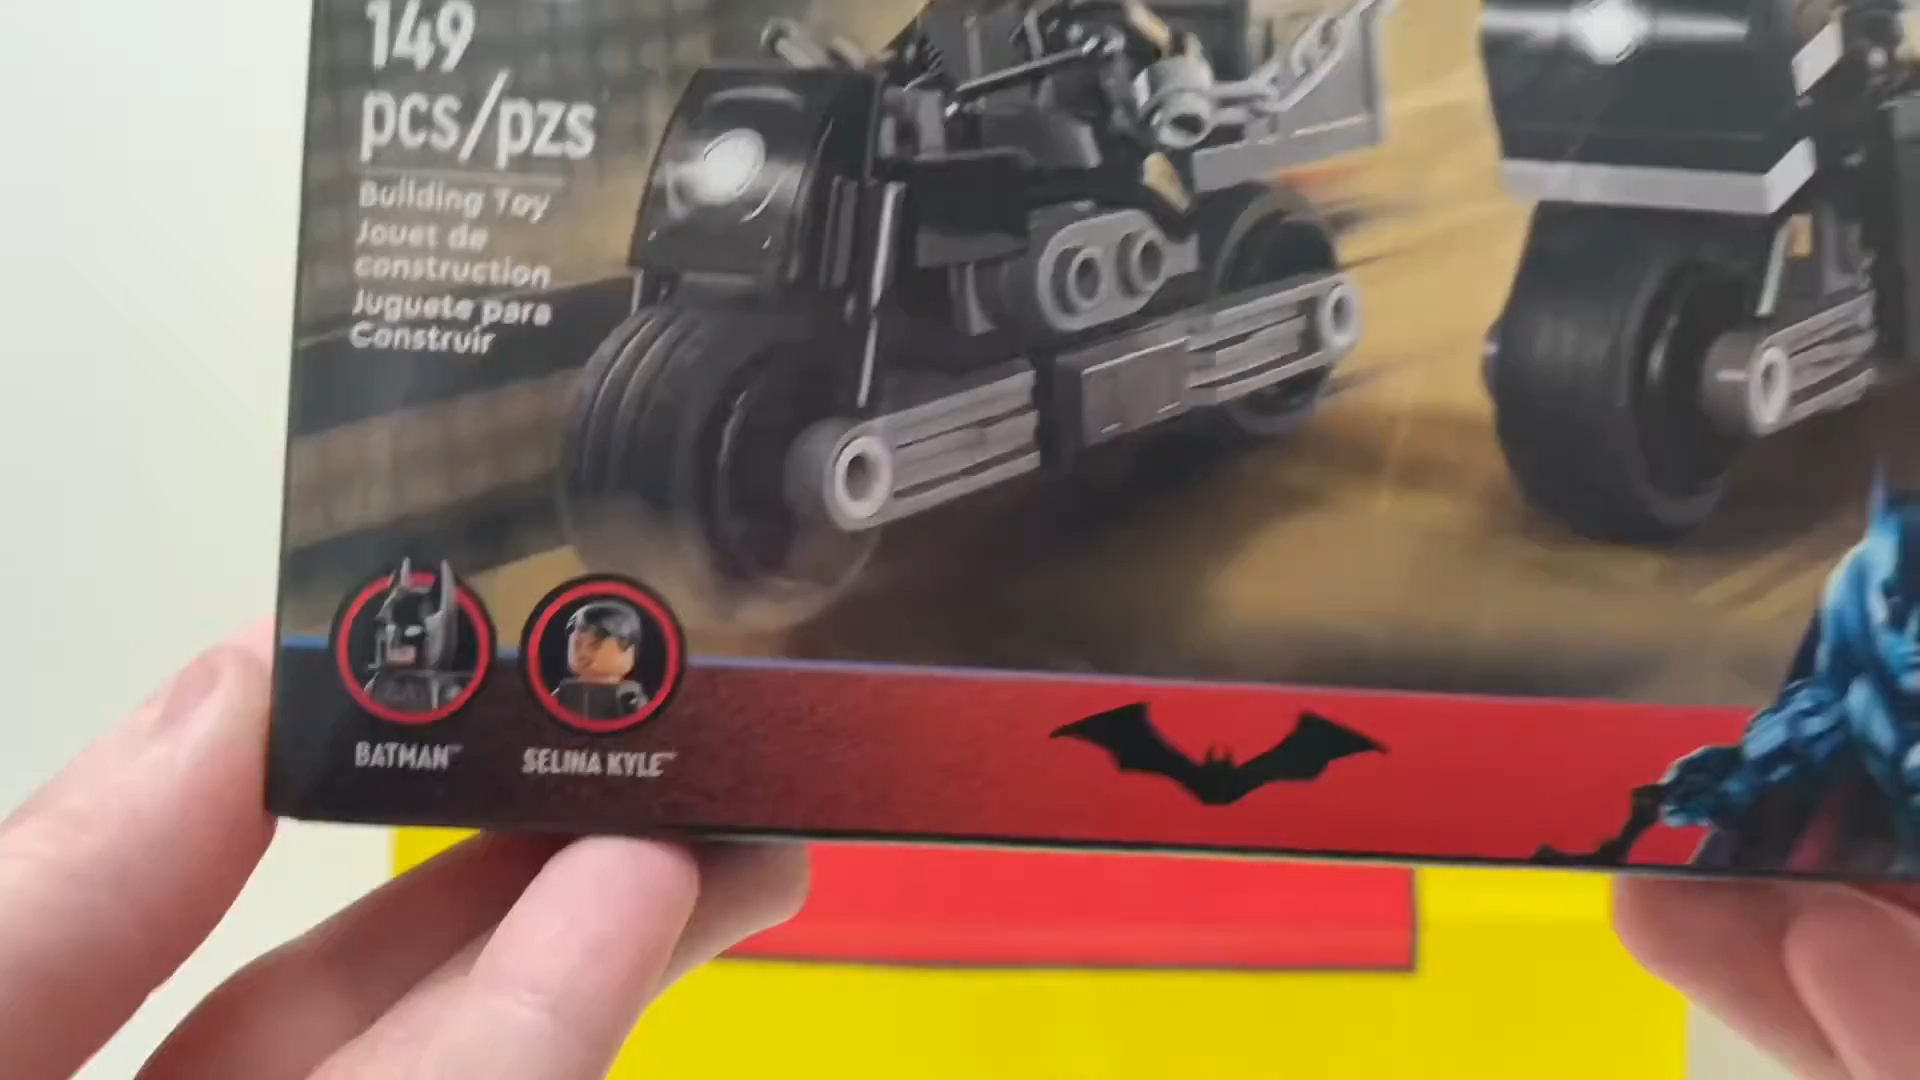 149
pcs/pzs
Building Toy
Jouet de
construction
Juguete para
Construir
BATMAN™
SELINA KYLE™